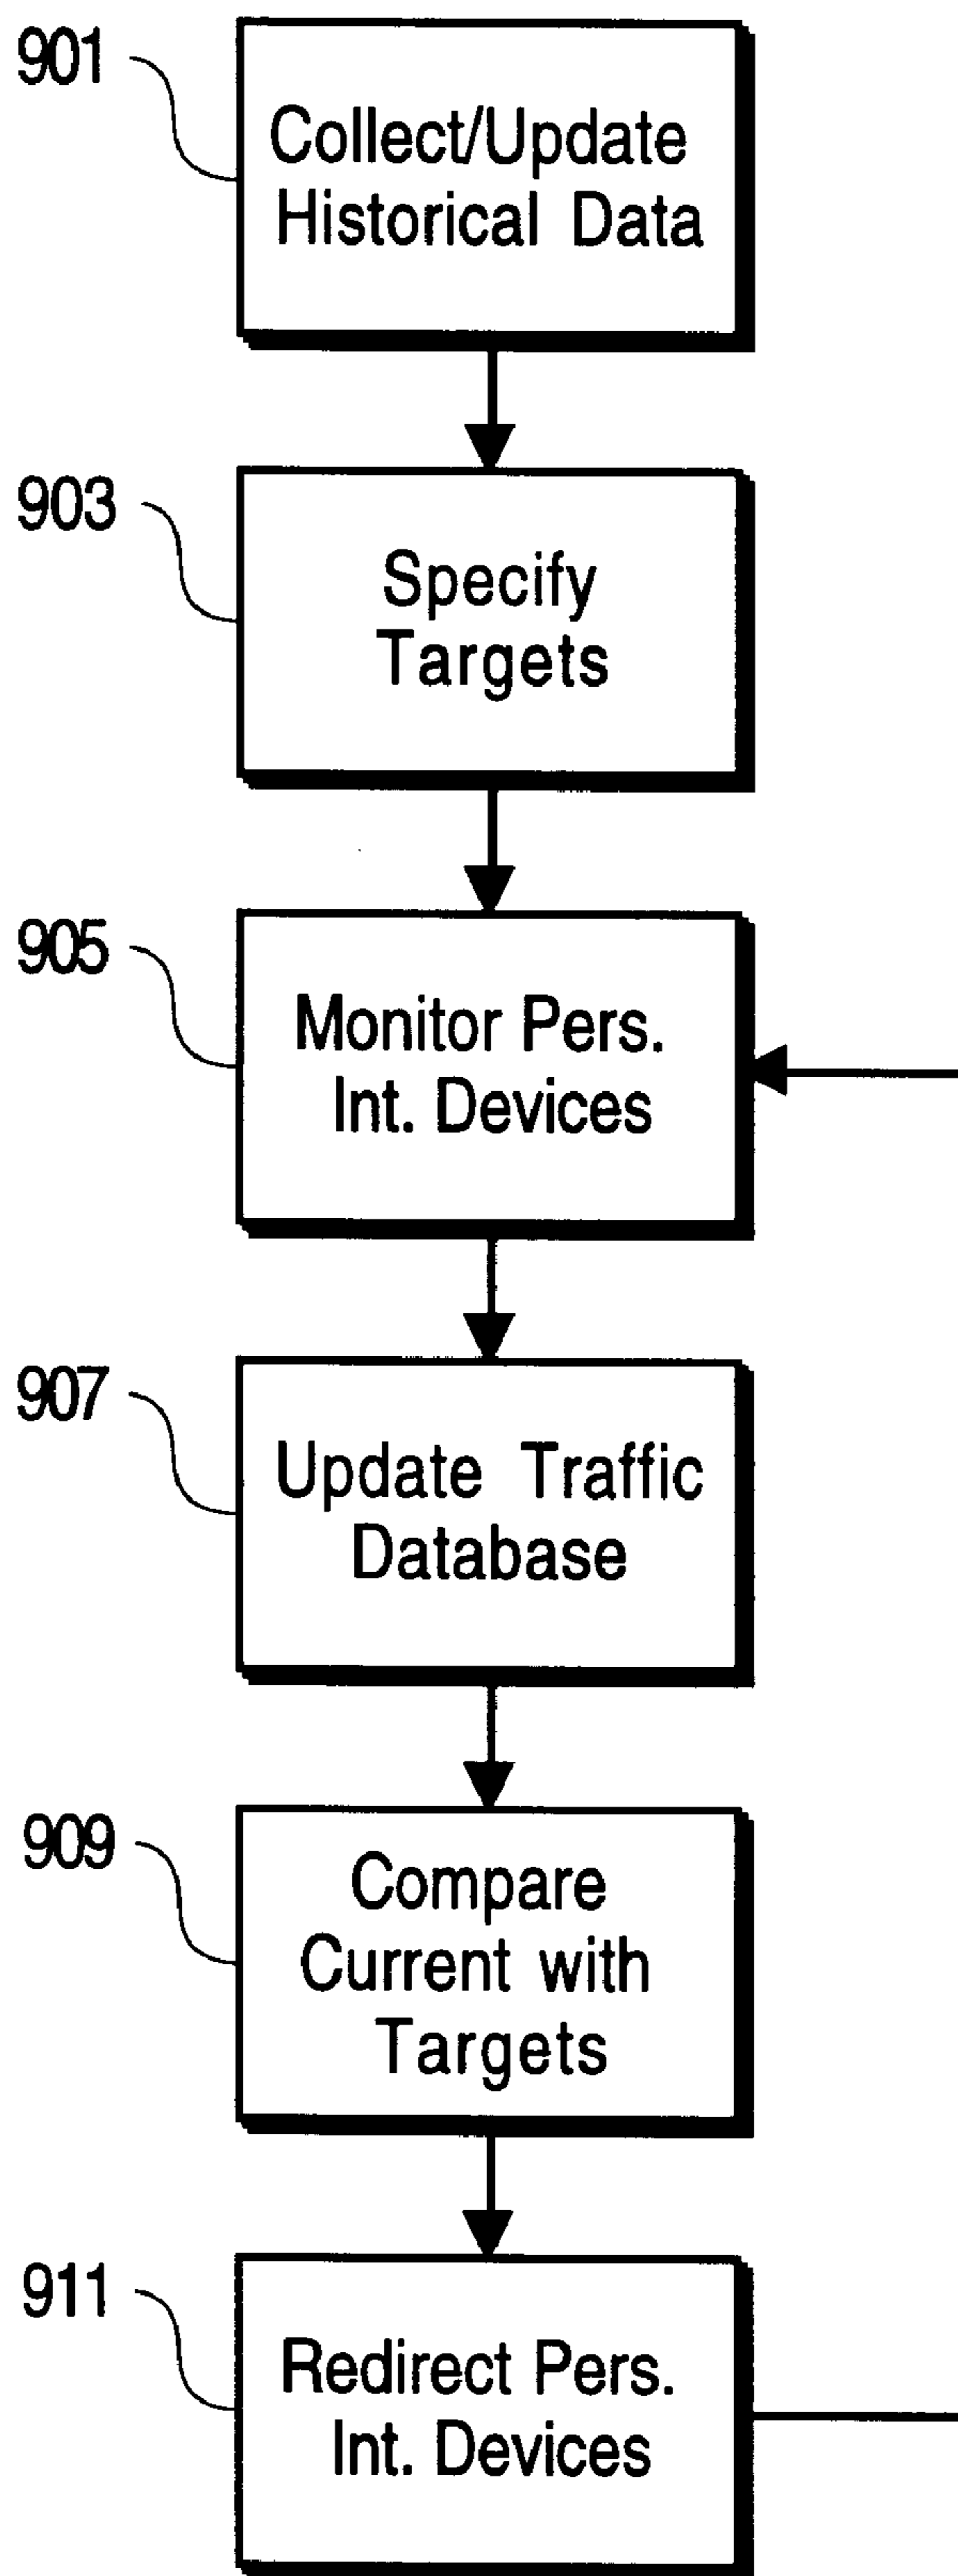 901
Collect/Update
Historical Data
903
Specify
Targets
905
Monitor Pers.
Int. Devices
907
Update Traffic
Database
909
Compare
Current with
Targets
911
Redirect Pers.
Int. Devices